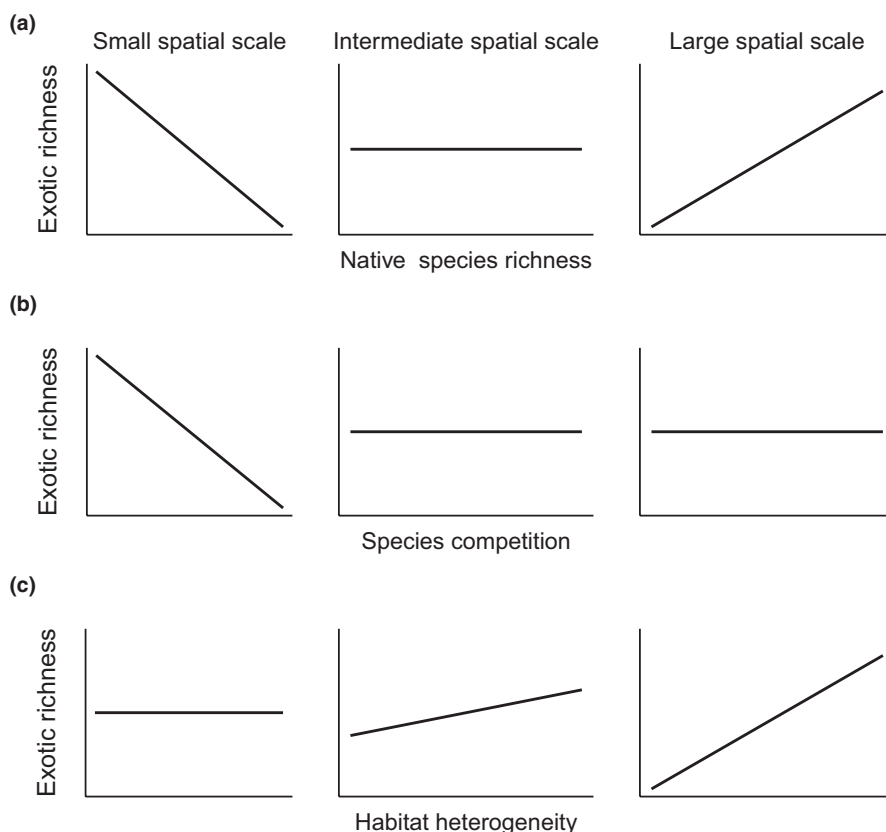 (a)
Small spatial scale
Intermediate spatial scale
Large spatial scale
Exotic richness
Native species richness
(b)
Exotic richness
Species competition
(c)
Exotic richness
Habitat heterogeneity